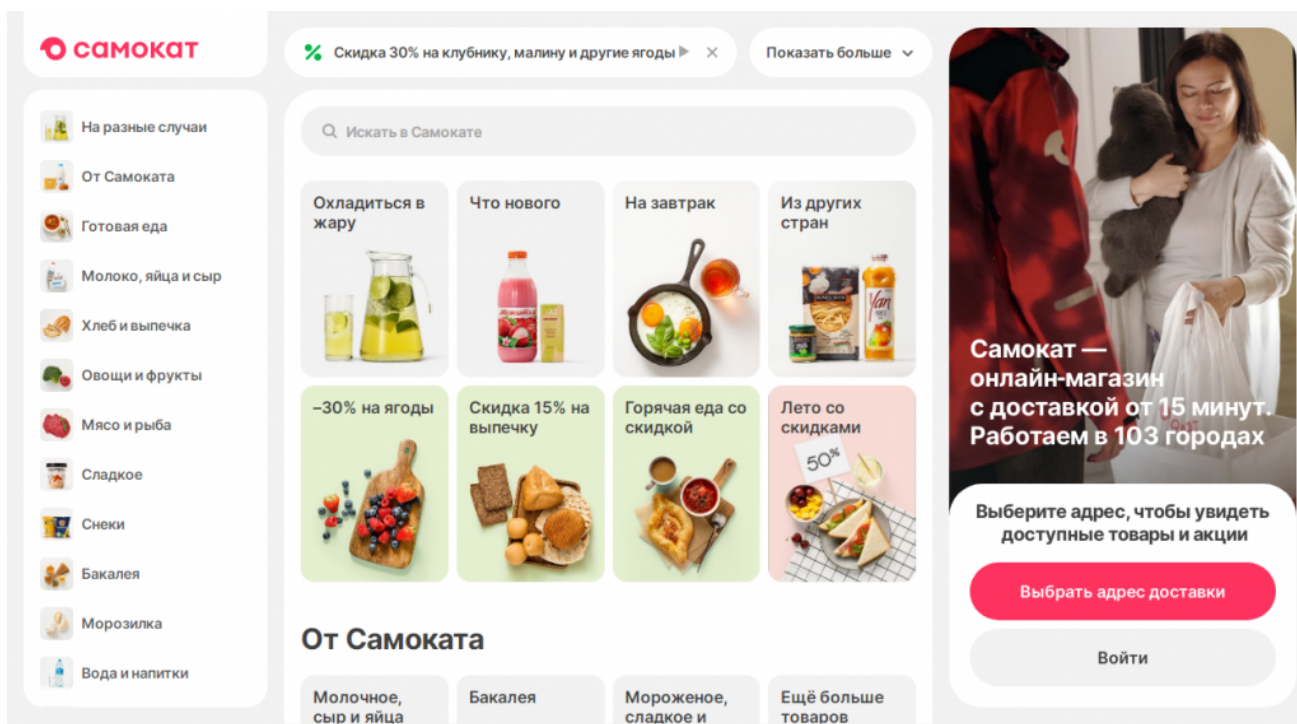 самокат
Скидка 30% на клубнику, малину и другие ягоды
Показать больше
На разные случаи
От Самоката
Готовая еда
Молоко, яйца и сыр
Хлеб и выпечка
Овощи и фрукты
Мясо и рыба
Сладкое
Снеки
Бакалея
Морозилка
Вода и напитки
Искать в Самокате
Охладиться в
жару
Что нового
На завтрак
Из других
стран
Yan
–30% на ягоды
Скидка 15% на
выпечку
Горячая еда со
скидкой
Лето со
скидками
50%
От Самоката
Молочное,
сыр и яйца
Бакалея
Мороженое,
сладкое и
Ещё больше
товаров
Самокат —
онлайн-магазин
с доставкой от 15 минут.
Работаем в 103 городах
Выберите адрес, чтобы увидеть
доступные товары и акции
Выбрать адрес доставки
Войти